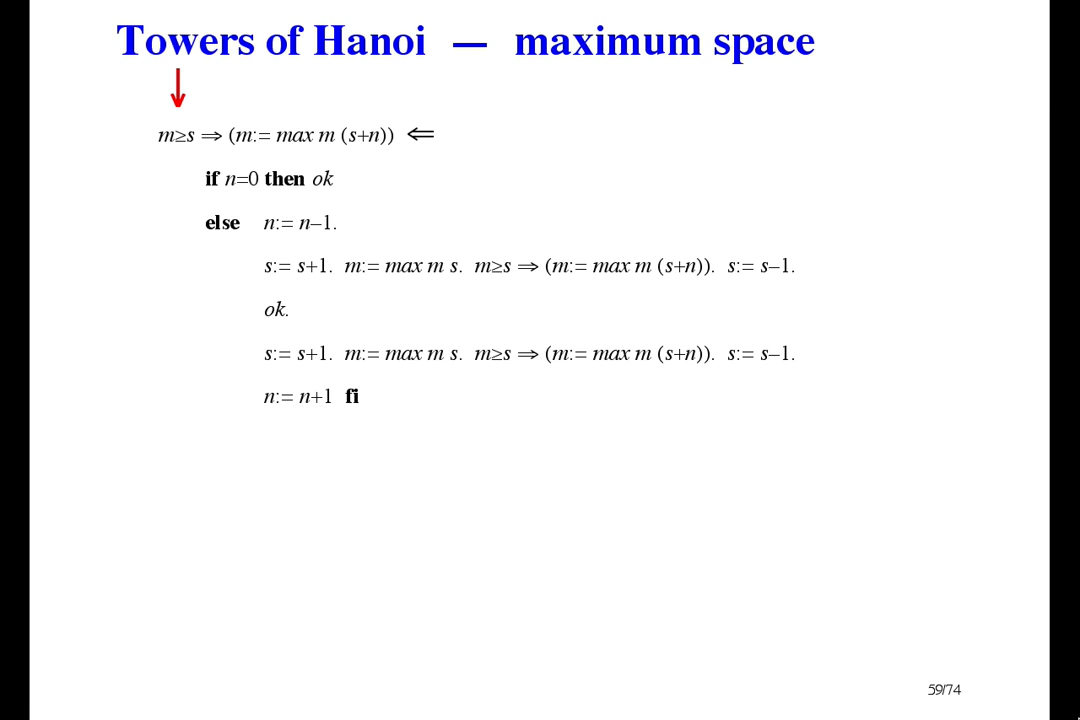 Towers of Hanoi — maximum space
m≥s ⇒ (m:= max m (s+n)) ⇐
if n=0 then ok
else n:= n–1.
s:= s+1. m:= max m s. m≥s ⇒ (m:= max m (s+n)). s:= s–1.
ok.
s:= s+1. m:= max m s. m≥s ⇒ (m:= max m (s+n)). s:= s–1.
n:= n+1 fi
59/74